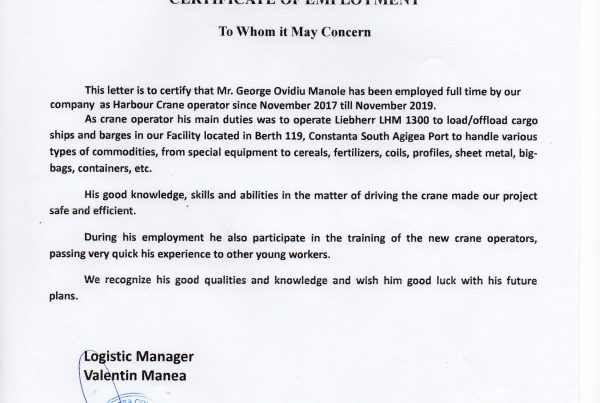 CERTIFICATE OF EMPLOYMENT
To Whom it May Concern
This letter is to certify that Mr. George Ovidiu Manole has been employed full time by our
company as Harbour Crane operator since November 2017 till November 2019.
As crane operator his main duties was to operate Liebherr LHM 1300 to load/offload cargo
ships and barges in our Facility located in Berth 119, Constanta South Agigea Port to handle various
types of commodities, from special equipment to cereals, fertilizers, coils, profiles, sheet metal, big-
bags, containers, etc.
His good knowledge, skills and abilities in the matter of driving the crane made our project
safe and efficient.
During his employment he also participate in the training of the new crane operators,
passing very quick his experience to other young workers.
We recognize his good qualities and knowledge and wish him good luck with his future
plans.
Logistic Manager
Valentin Manea